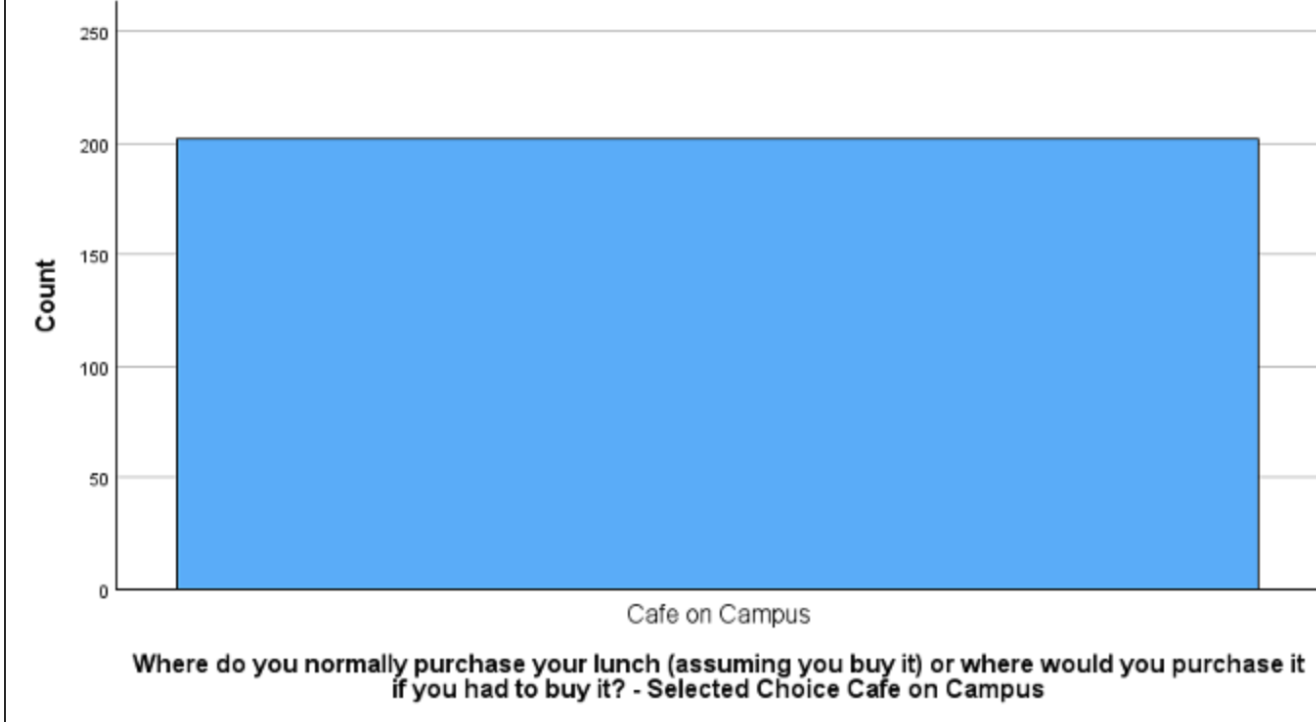 250
200
150
100
50
0
Count
Cafe on Campus
Where do you normally purchase your lunch (assuming you buy it) or where would you purchase it
if you had to buy it? - Selected Choice Cafe on Campus